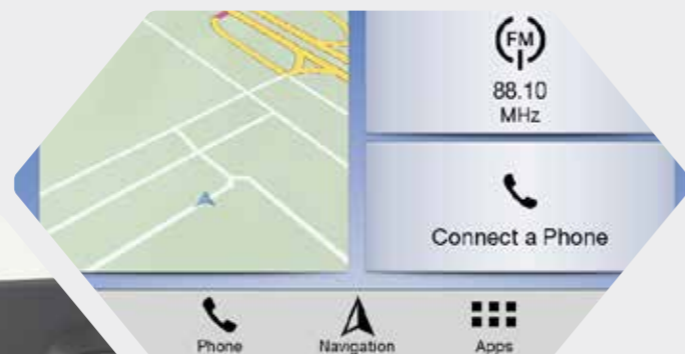 FM
88.10
MHz
Connect a Phone
Phone
Navigation
Apps